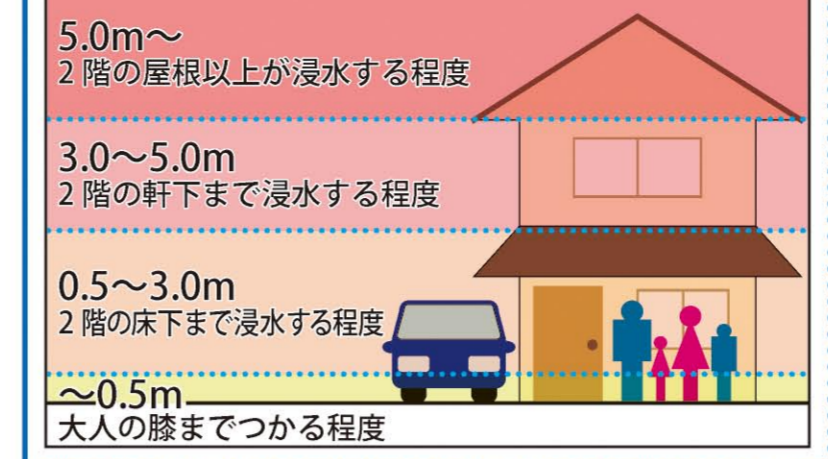 5.0m～
2階の屋根以上が浸水する程度
3.0～5.0m
2階の軒下まで浸水する程度
0.5～3.0m
2階の床下まで浸水する程度
～0.5m
大人の膝までつかる程度